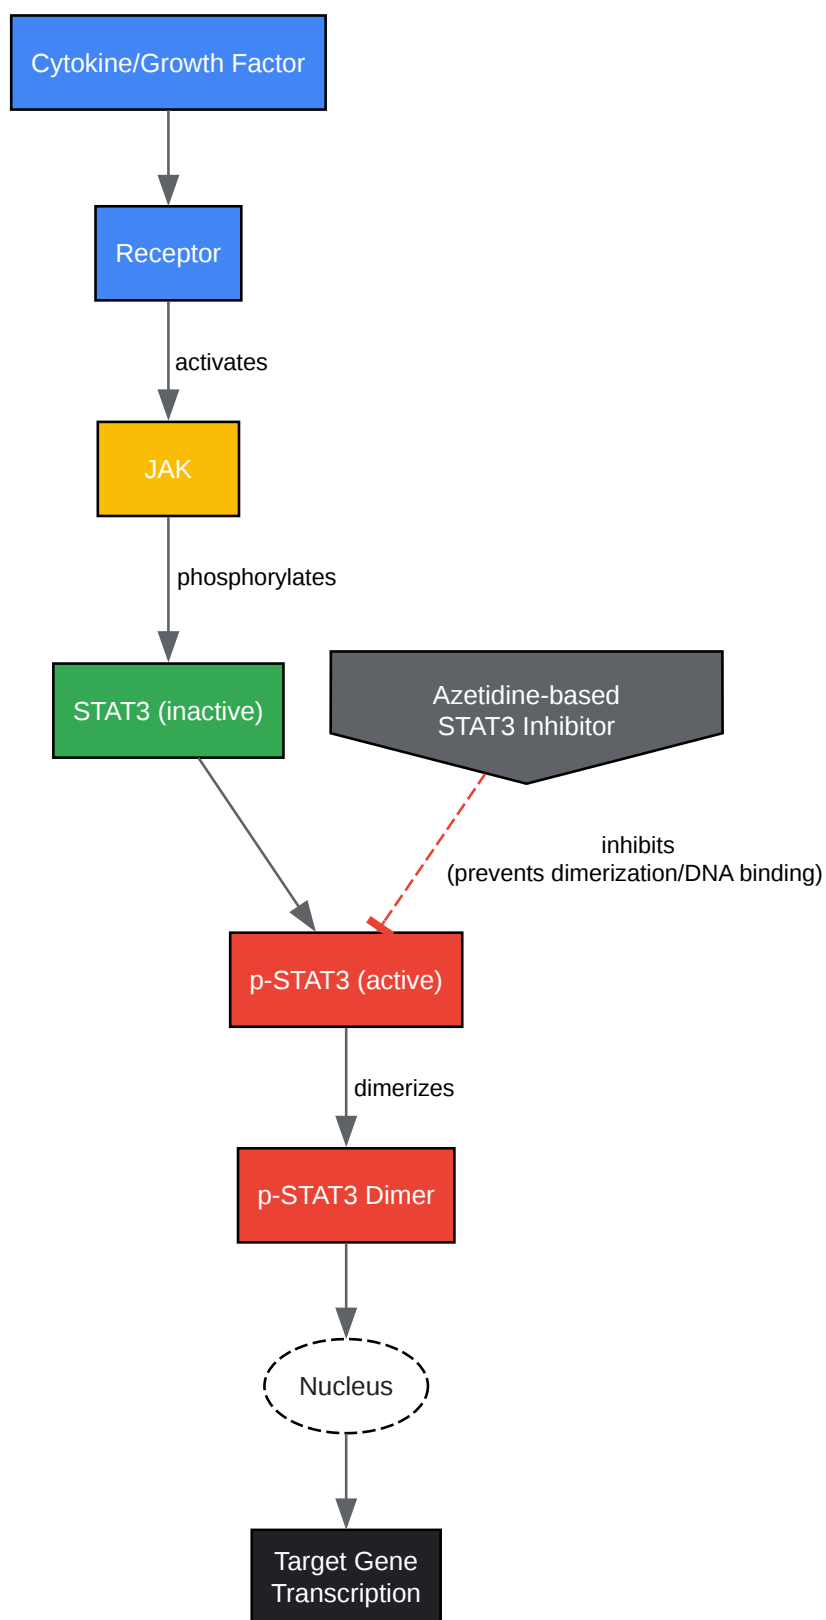 Cytokine/Growth Factor
Receptor
activates
JAK
phosphorylates
STAT3 (inactive)
Azetidine-based
STAT3 Inhibitor
inhibits
(prevents dimerization/DNA binding)
p-STAT3 (active)
dimerizes
p-STAT3 Dimer
Nucleus
Target Gene
Transcription